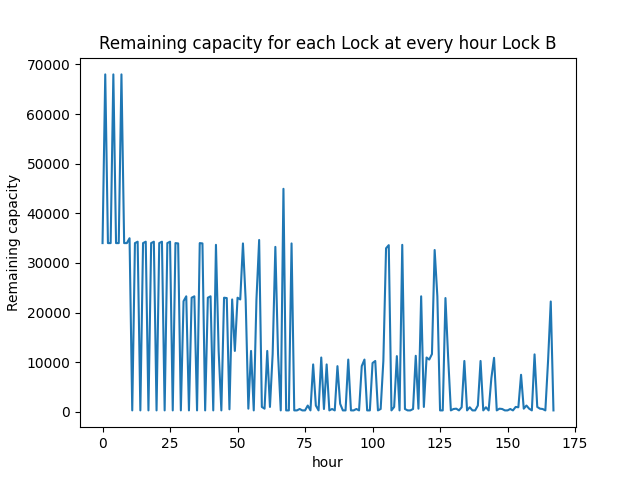 Remaining capacity for each Lock at every hour Lock B
70000
60000
50000
40000
30000
20000
10000
0
Remaining capacity
0 25 50 75 100 125 150 175
hour